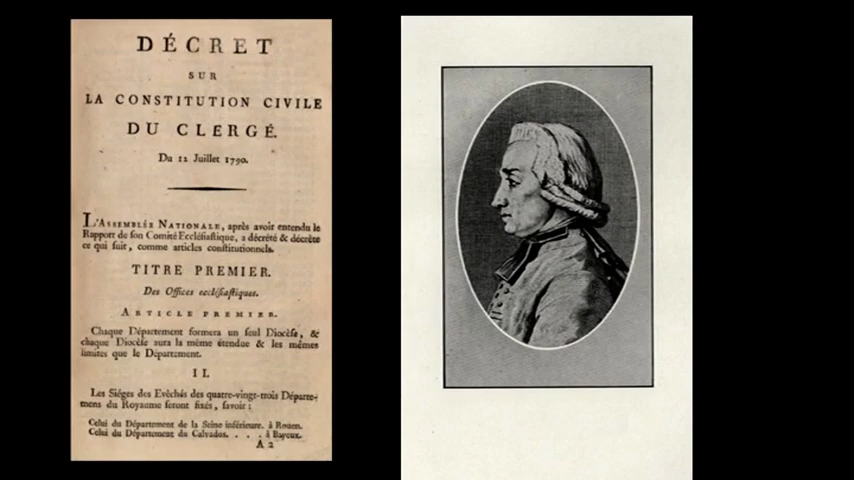 DÉCRET
SUR
LA CONSTITUTION CIVILE
DU CLERGÉ.
Du 12 Juillet 1790.
L'ASSEMBLÉE NATIONALE, après avoir entendu le
Rapport de ſon Comité Eccléſiaſtique, a décrété & décrète
ce qui ſuit, comme articles conſtitutionnels.
TITRE PREMIER.
Des Offices eccléſiaſtiques.
ARTICLE PREMIER.
Chaque Département formera un ſeul Diocèſe, &
chaque Diocèſe aura la même étendue & les mêmes
limites que le Département.
I I.
Les Siéges des Evêchés des quatre-vingt-trois Départe-
mens du Royaume ſeront fixés, ſavoir :
Celui du Département de la Seine inférieure. à Rouen.
Celui du Département du Calvados. . . . à Bayeux.
A 2